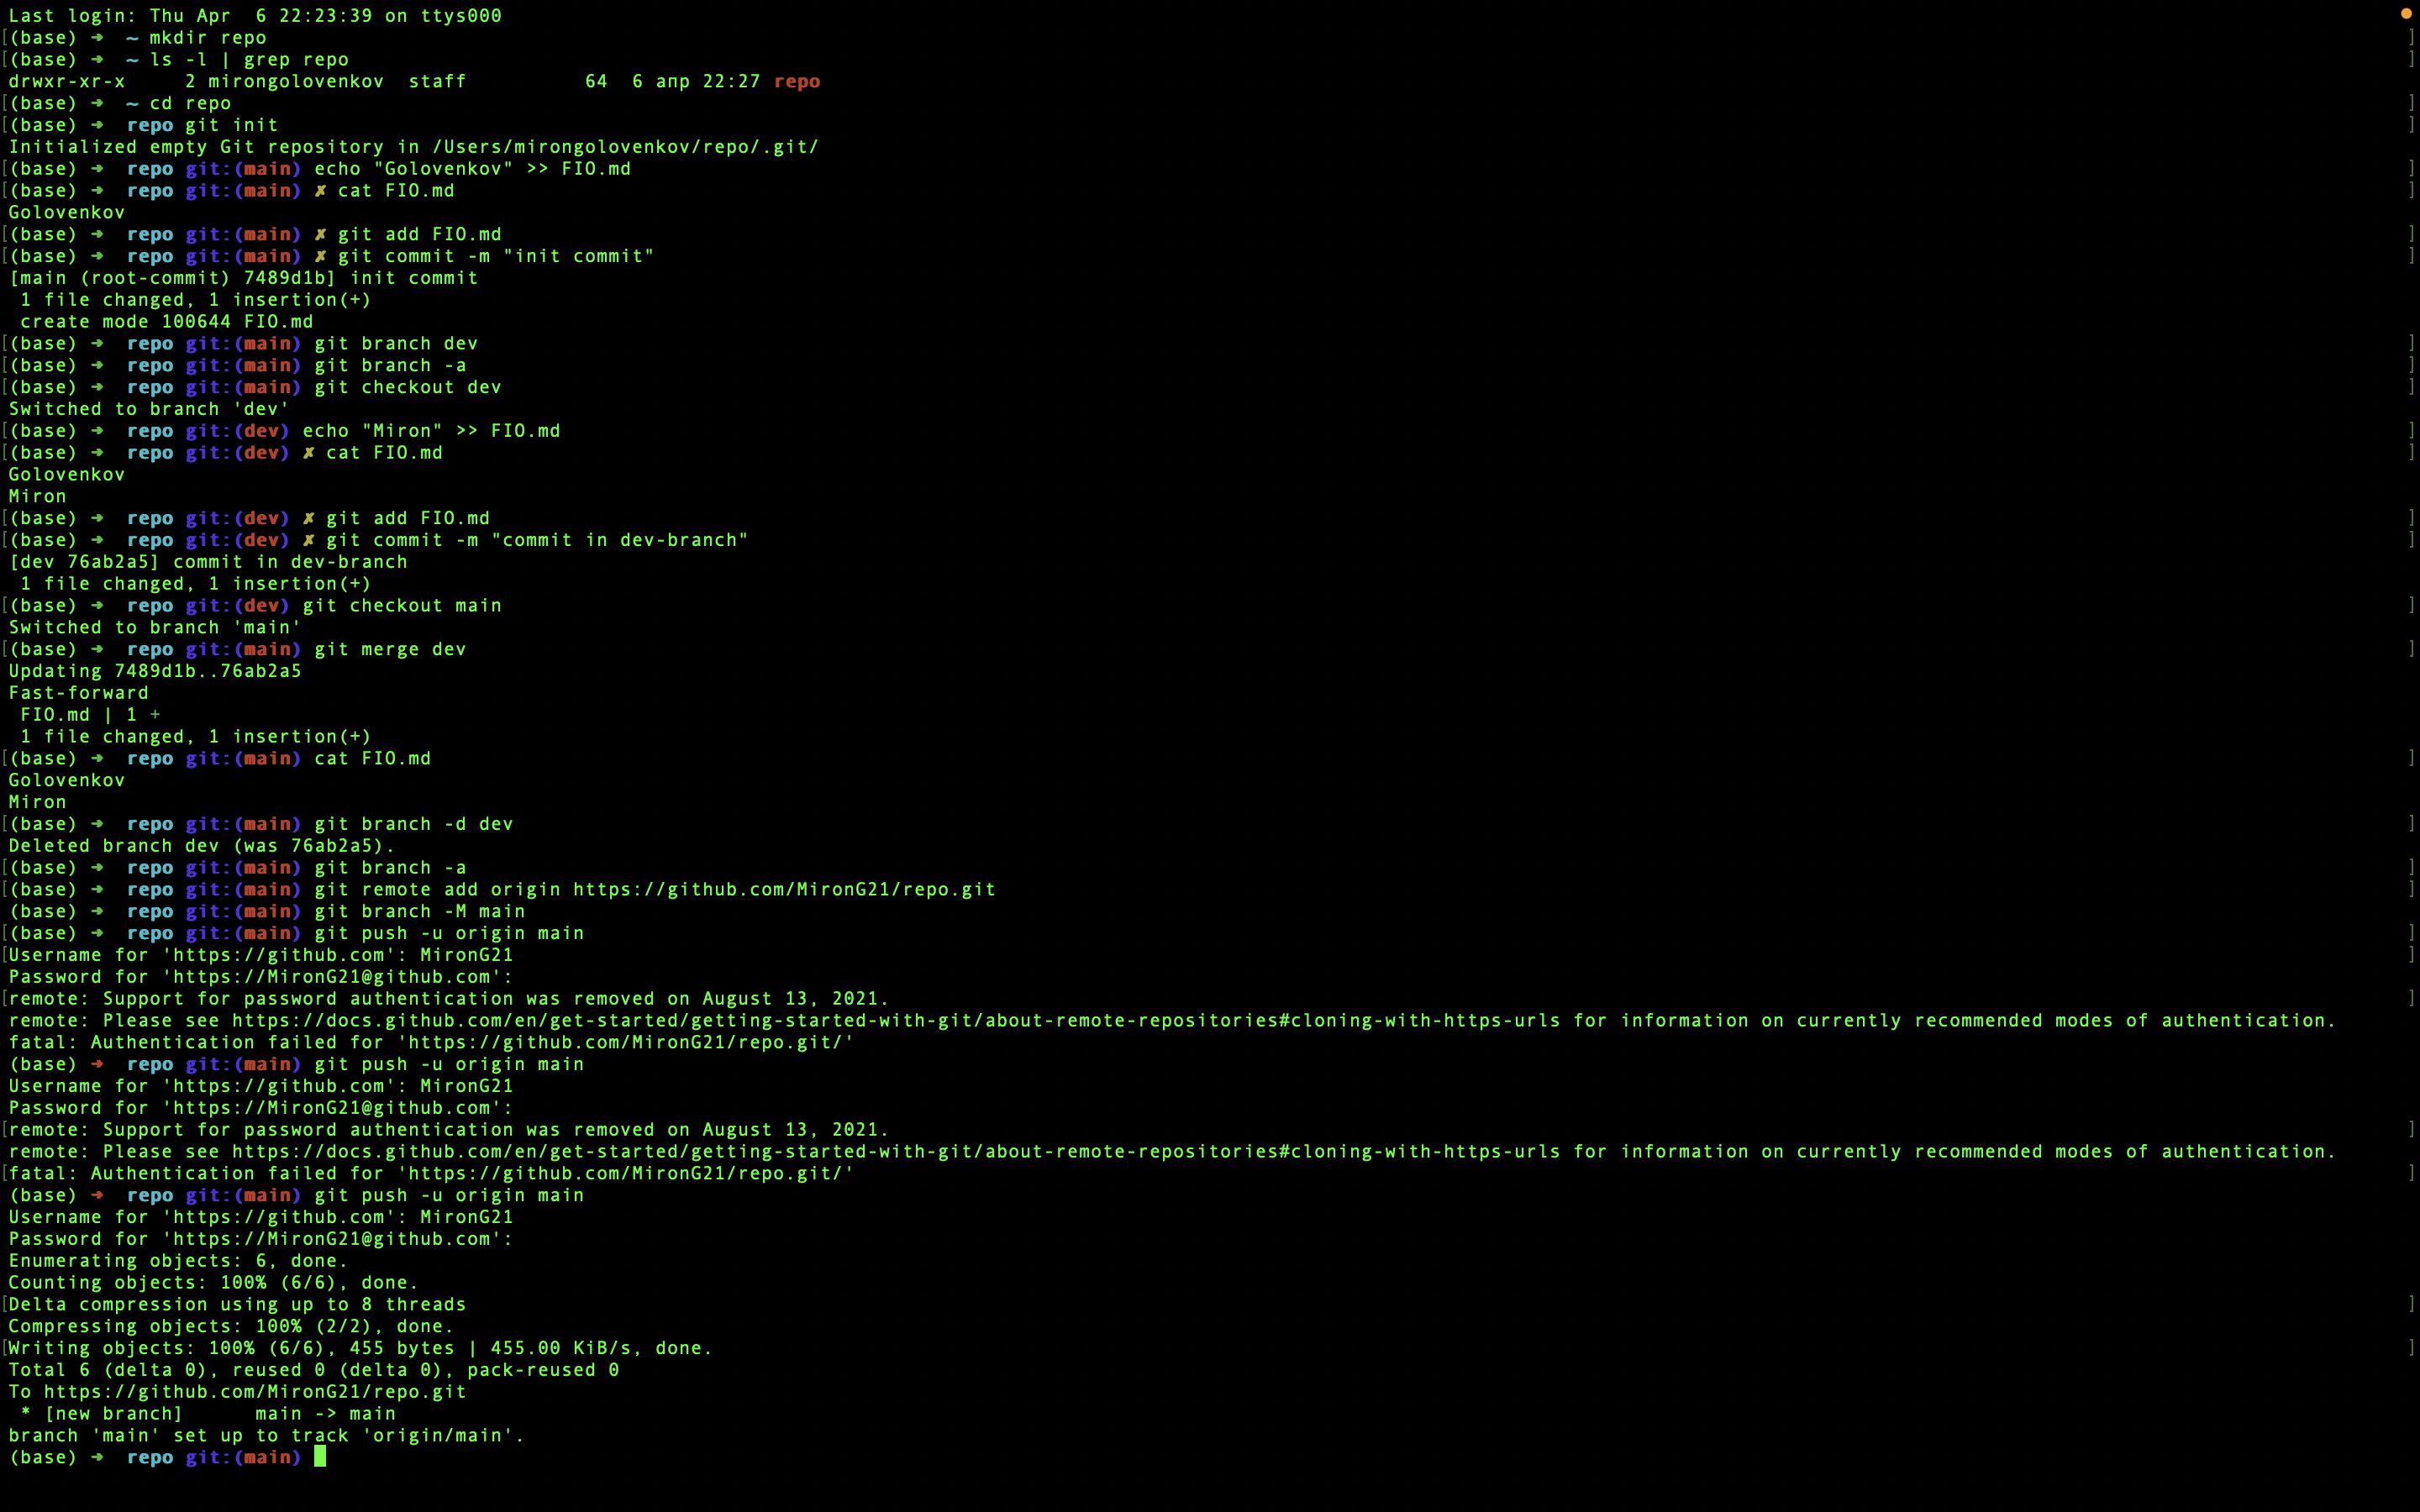 Last login: Thu Apr  6 22:23:39 on ttys000
[(base) ➜  ~ mkdir repo ]
[(base) ➜  ~ ls -l | grep repo ]
drwxr-xr-x     2 mirongolovenkov  staff          64  6 апр 22:27 repo
[(base) ➜  ~ cd repo ]
[(base) ➜  repo git init ]
Initialized empty Git repository in /Users/mirongolovenkov/repo/.git/
[(base) ➜  repo git:(main) echo "Golovenkov" >> FIO.md ]
[(base) ➜  repo git:(main) ✗ cat FIO.md ]
Golovenkov
[(base) ➜  repo git:(main) ✗ git add FIO.md ]
[(base) ➜  repo git:(main) ✗ git commit -m "init commit" ]
[main (root-commit) 7489d1b] init commit
 1 file changed, 1 insertion(+)
 create mode 100644 FIO.md
[(base) ➜  repo git:(main) git branch dev ]
[(base) ➜  repo git:(main) git branch -a ]
[(base) ➜  repo git:(main) git checkout dev ]
Switched to branch 'dev'
[(base) ➜  repo git:(dev) echo "Miron" >> FIO.md ]
[(base) ➜  repo git:(dev) ✗ cat FIO.md ]
Golovenkov
Miron
[(base) ➜  repo git:(dev) ✗ git add FIO.md ]
[(base) ➜  repo git:(dev) ✗ git commit -m "commit in dev-branch" ]
[dev 76ab2a5] commit in dev-branch
 1 file changed, 1 insertion(+)
[(base) ➜  repo git:(dev) git checkout main ]
Switched to branch 'main'
[(base) ➜  repo git:(main) git merge dev ]
Updating 7489d1b..76ab2a5
Fast-forward
 FIO.md | 1 +
 1 file changed, 1 insertion(+)
[(base) ➜  repo git:(main) cat FIO.md ]
Golovenkov
Miron
[(base) ➜  repo git:(main) git branch -d dev ]
Deleted branch dev (was 76ab2a5).
[(base) ➜  repo git:(main) git branch -a ]
[(base) ➜  repo git:(main) git remote add origin https://github.com/MironG21/repo.git ]
(base) ➜  repo git:(main) git branch -M main
[(base) ➜  repo git:(main) git push -u origin main ]
[Username for 'https://github.com': MironG21 ]
Password for 'https://MironG21@github.com':
[remote: Support for password authentication was removed on August 13, 2021. ]
remote: Please see https://docs.github.com/en/get-started/getting-started-with-git/about-remote-repositories#cloning-with-https-urls for information on currently recommended modes of authentication.
fatal: Authentication failed for 'https://github.com/MironG21/repo.git/'
(base) ➜  repo git:(main) git push -u origin main
Username for 'https://github.com': MironG21
Password for 'https://MironG21@github.com':
[remote: Support for password authentication was removed on August 13, 2021. ]
remote: Please see https://docs.github.com/en/get-started/getting-started-with-git/about-remote-repositories#cloning-with-https-urls for information on currently recommended modes of authentication.
[fatal: Authentication failed for 'https://github.com/MironG21/repo.git/' ]
(base) ➜  repo git:(main) git push -u origin main
Username for 'https://github.com': MironG21
Password for 'https://MironG21@github.com':
Enumerating objects: 6, done.
Counting objects: 100% (6/6), done.
[Delta compression using up to 8 threads ]
Compressing objects: 100% (2/2), done.
[Writing objects: 100% (6/6), 455 bytes | 455.00 KiB/s, done. ]
Total 6 (delta 0), reused 0 (delta 0), pack-reused 0
To https://github.com/MironG21/repo.git
 * [new branch]      main -> main
branch 'main' set up to track 'origin/main'.
(base) ➜  repo git:(main)